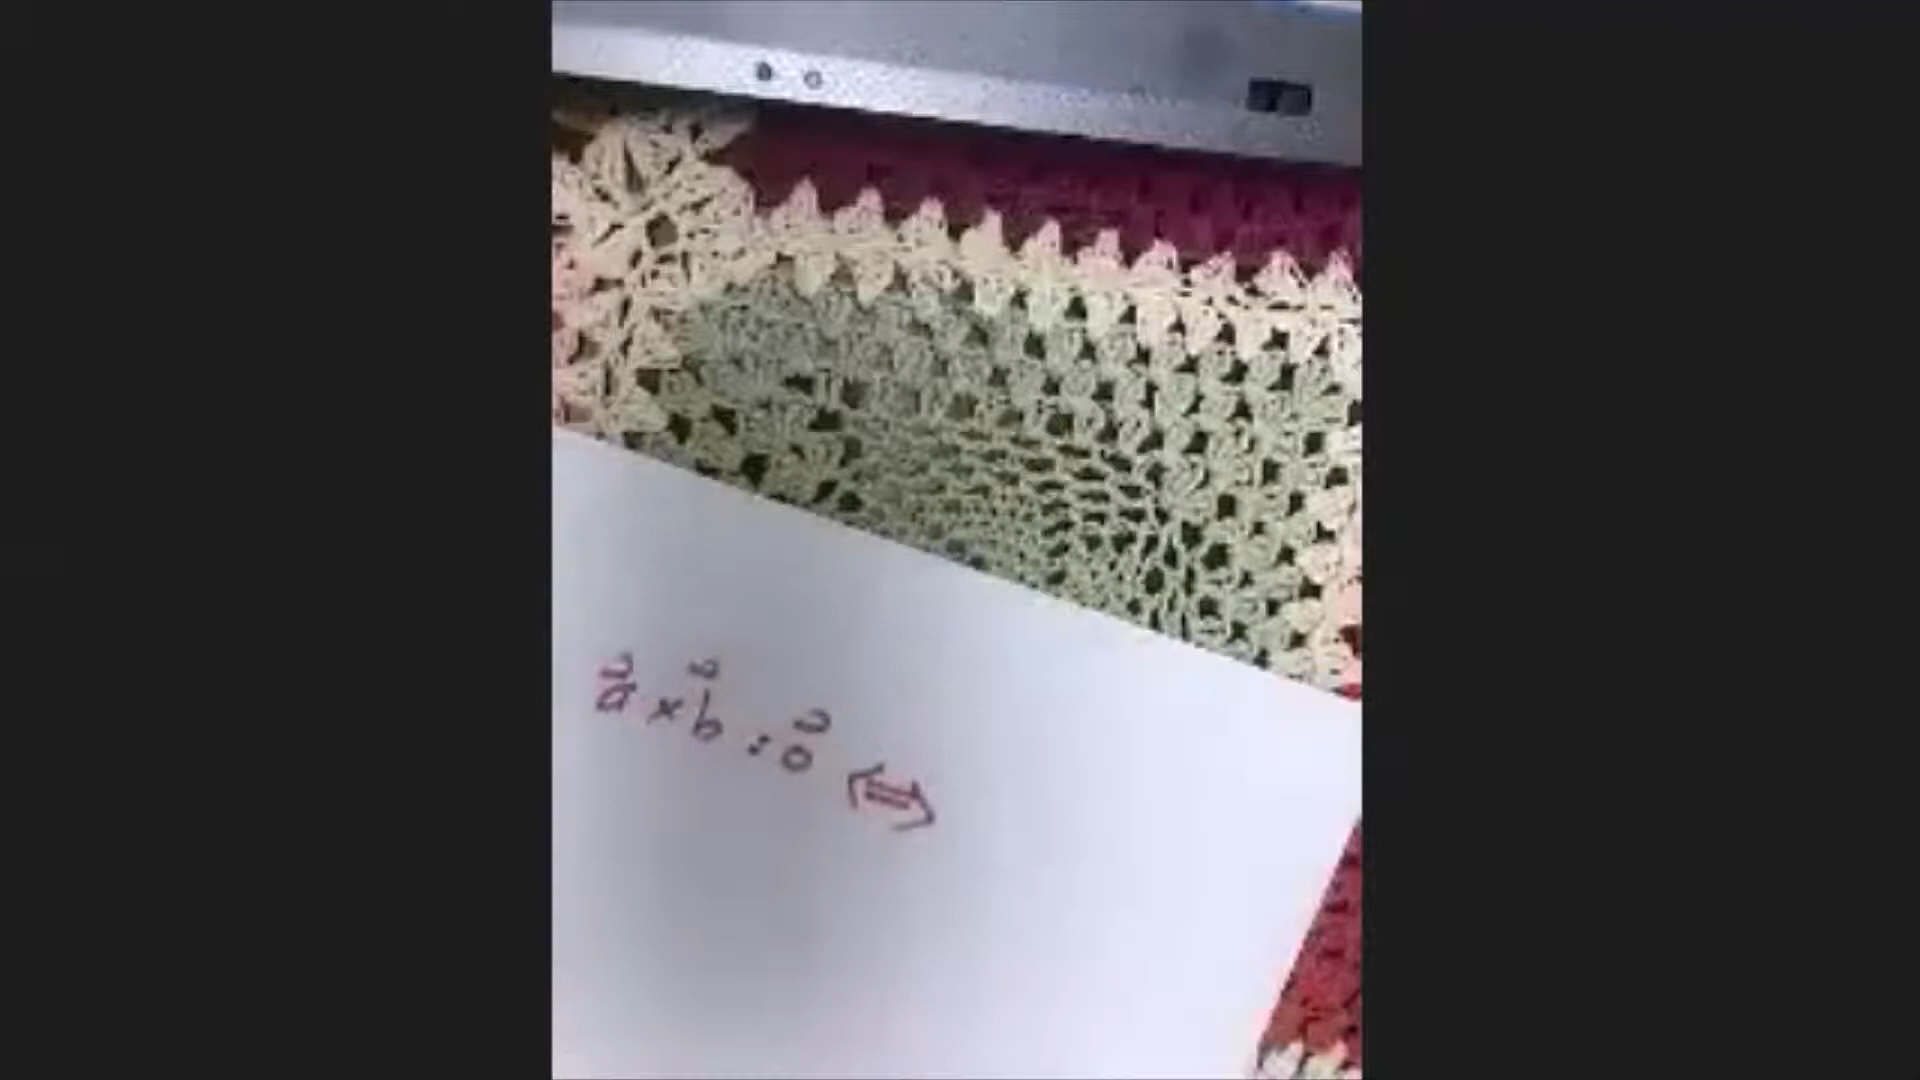 a⃗ × b⃗ = 0⃗ ⇔